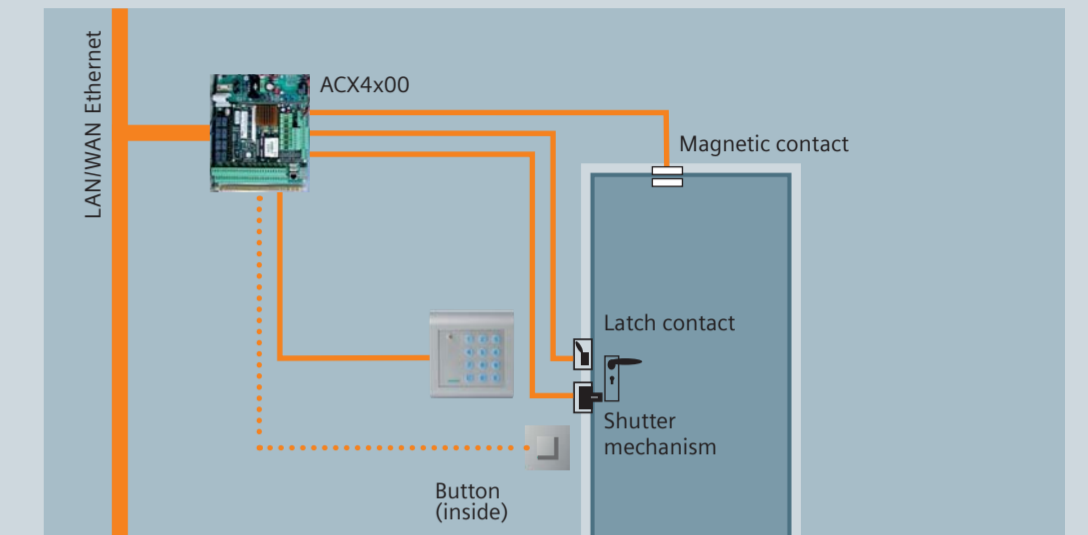 LAN/WAN Ethernet
ACX4x00
Magnetic contact
Latch contact
Shutter
mechanism
Button
(inside)